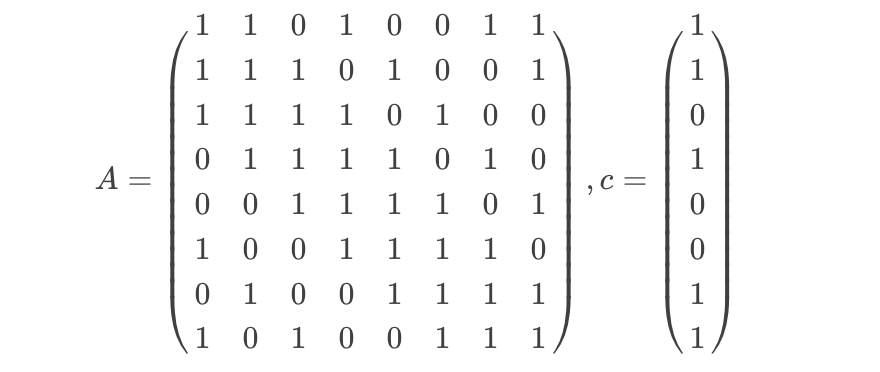 1 1 0 1 0 0 1 1 1
1 1 1 0 1 0 0 1 1
1 1 1 1 0 1 0 0 0
0 1 1 1 1 0 1 0 1
A = , c =
0 0 1 1 1 1 0 1 0
1 0 0 1 1 1 1 0 0
0 1 0 0 1 1 1 1 1
1 0 1 0 0 1 1 1 1